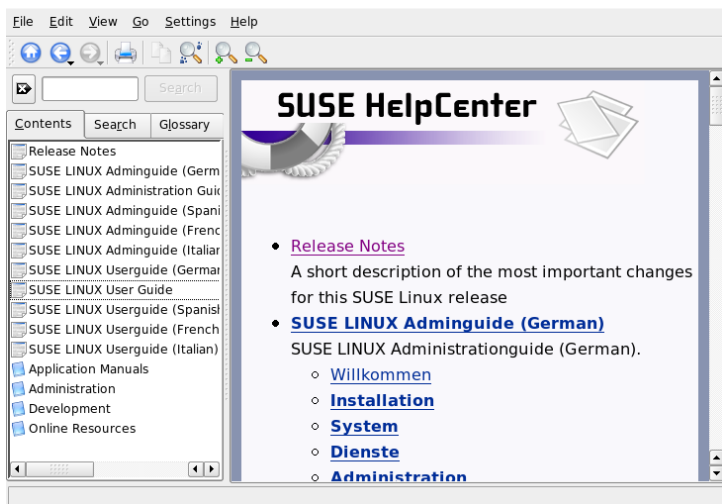 File Edit View Go Settings Help
Search
Contents Search Glossary
Release Notes
SUSE LINUX Adminguide (Germ
SUSE LINUX Administration Guid
SUSE LINUX Adminguide (Spani
SUSE LINUX Adminguide (Frenc
SUSE LINUX Adminguide (Italian
SUSE LINUX Userguide (German
SUSE LINUX User Guide
SUSE LINUX Userguide (Spanish
SUSE LINUX Userguide (French
SUSE LINUX Userguide (Italian)
Application Manuals
Administration
Development
Online Resources
SUSE HelpCenter
Release Notes
A short description of the most important changes
for this SUSE Linux release
SUSE LINUX Adminguide (German)
SUSE LINUX Administrationguide (German).
Willkommen
Installation
System
Dienste
Administration